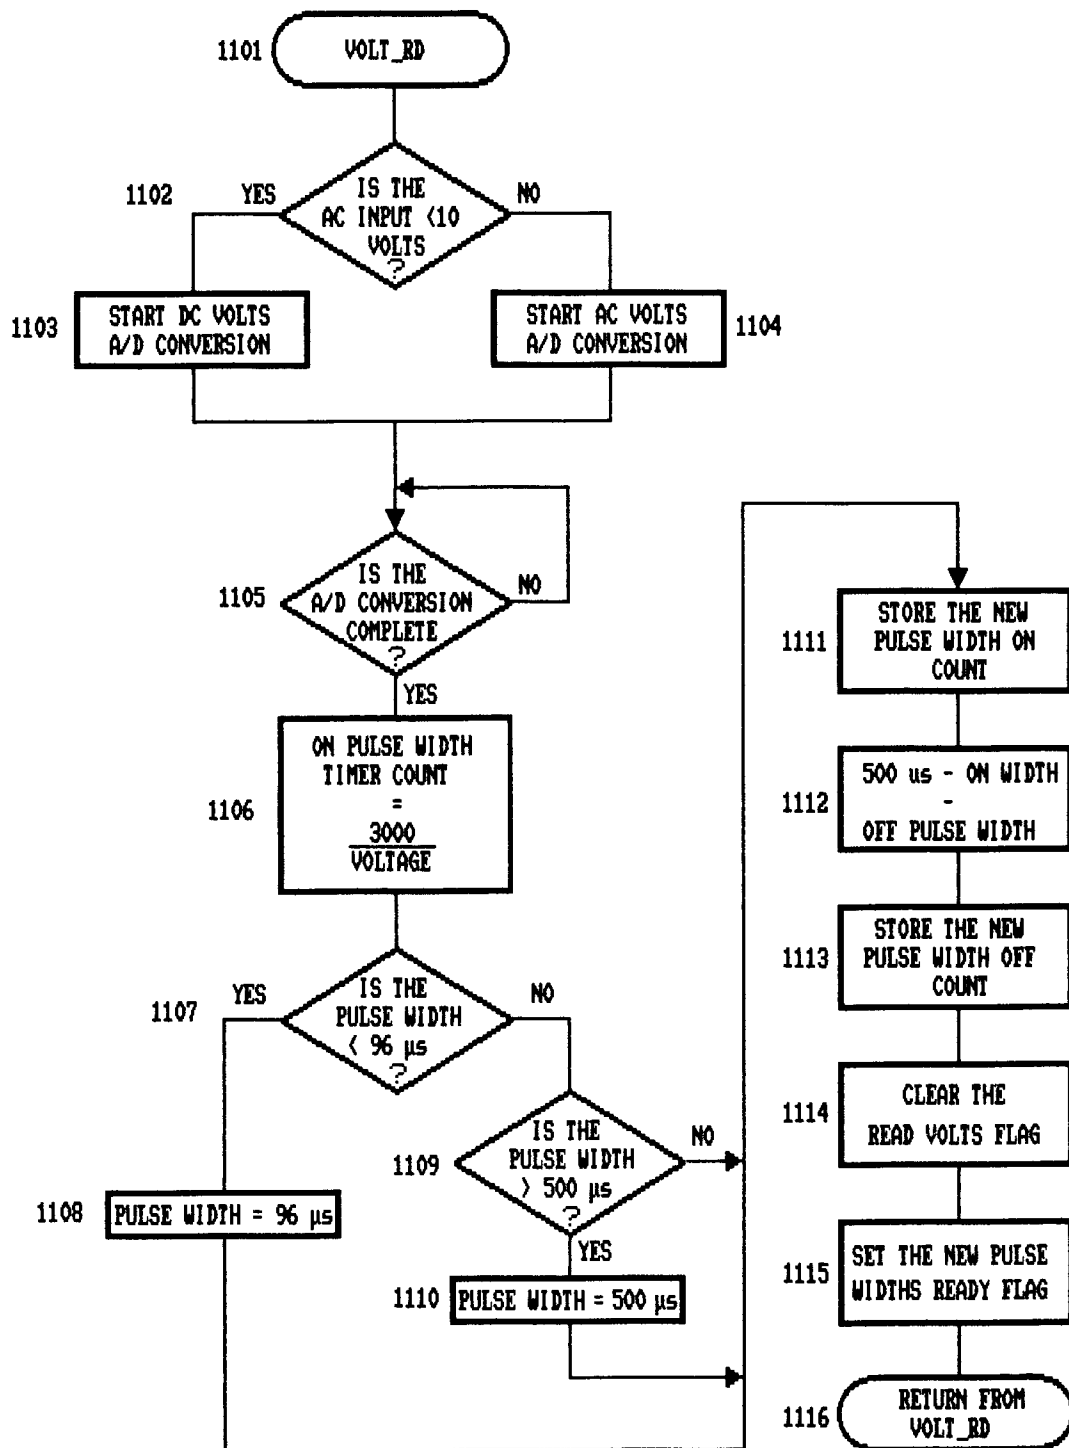 1101
VOLT_RD
1102
YES
IS THE
AC INPUT <10
VOLTS
?
NO
1103
START DC VOLTS
A/D CONVERSION
START AC VOLTS
A/D CONVERSION
1104
1105
IS THE
A/D CONVERSION
COMPLETE
?
NO
YES
1106
ON PULSE WIDTH
TIMER COUNT
=
3000
VOLTAGE
1107
YES
IS THE
PULSE WIDTH
< 96 µs
?
NO
1108
PULSE WIDTH = 96 µs
1109
IS THE
PULSE WIDTH
> 500 µs
?
NO
YES
1110
PULSE WIDTH = 500 µs
1111
STORE THE NEW
PULSE WIDTH ON
COUNT
1112
500 us - ON WIDTH
-
OFF PULSE WIDTH
1113
STORE THE NEW
PULSE WIDTH OFF
COUNT
1114
CLEAR THE
READ VOLTS FLAG
1115
SET THE NEW PULSE
WIDTHS READY FLAG
1116
RETURN FROM
VOLT_RD